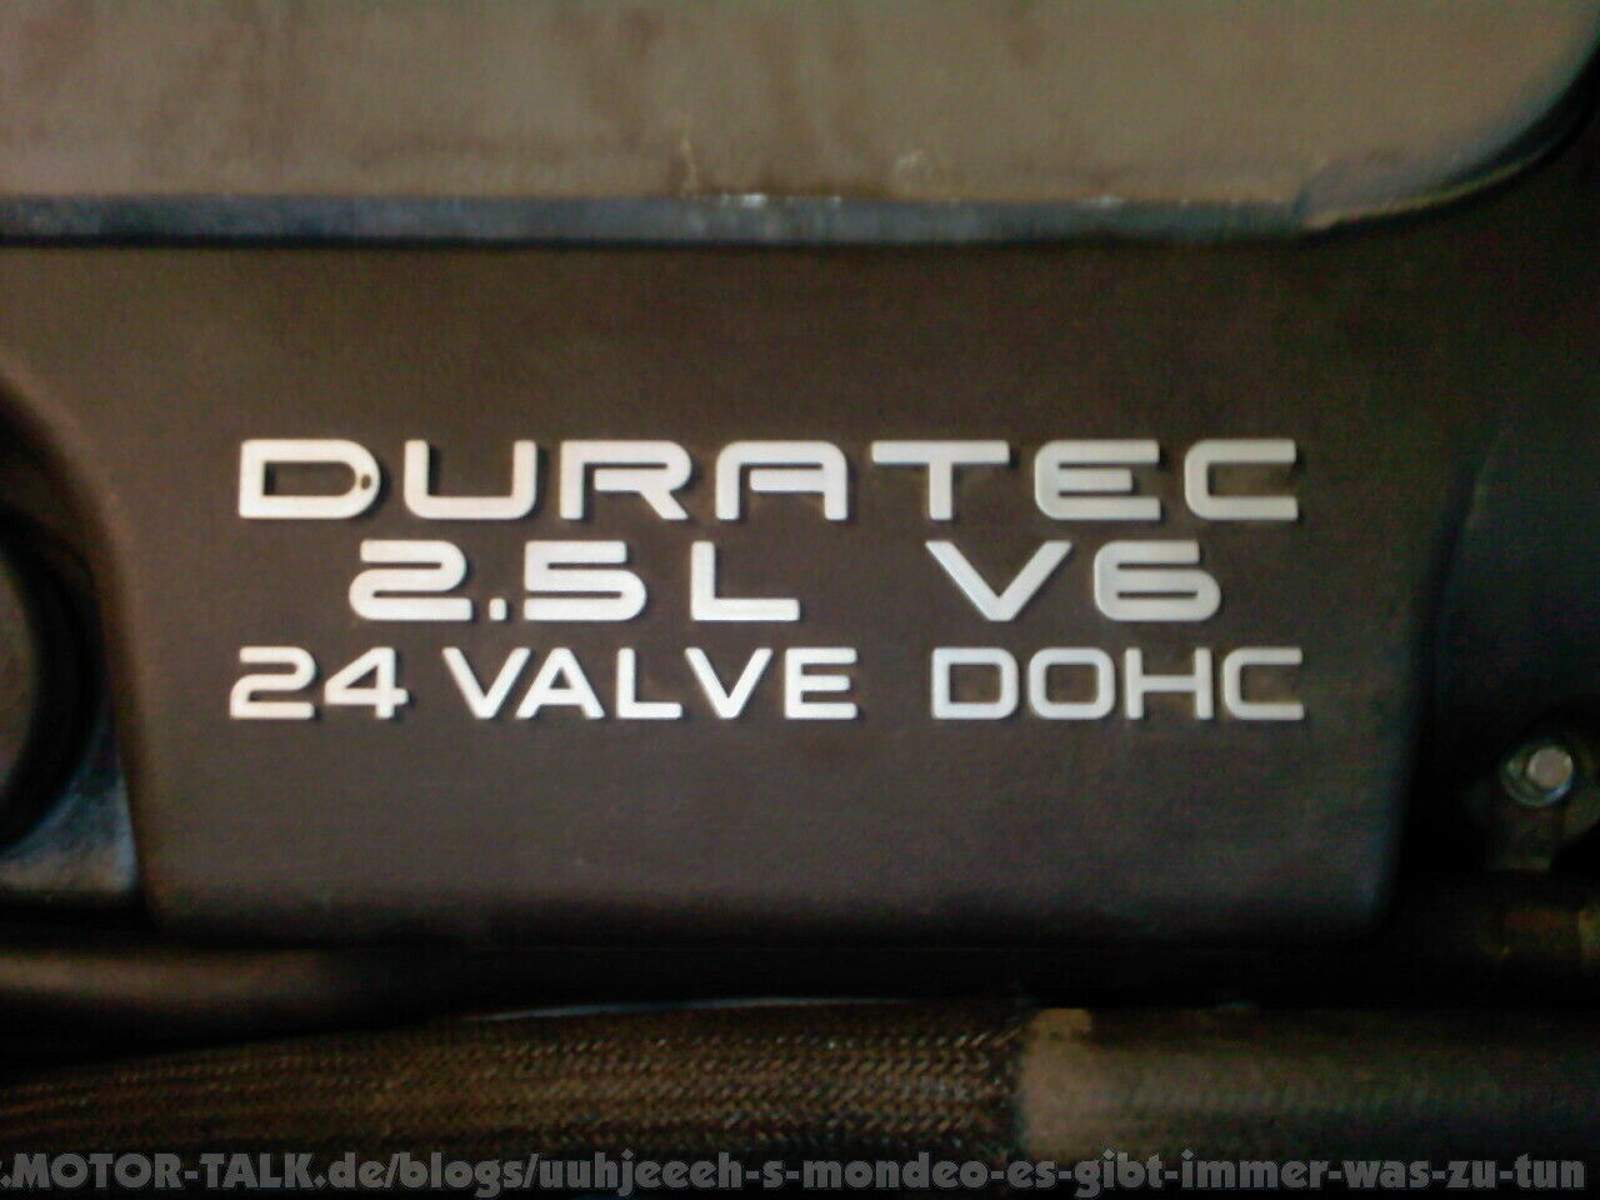 DURATEC
2.5L V6
24 VALVE DOHC
.MOTOR-TALK.de/blogs/uuhjeeeh-s-mondeo-es-gibt-immer-was-zu-tun